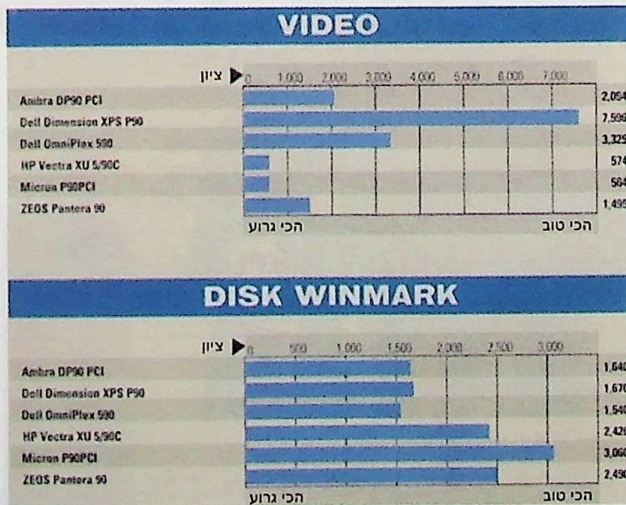 VIDEO
ציון
0 1,000 2,000 3,000 4,000 5,000 6,000 7,000
Ambra DP90 PCI 2,054
Dell Dimension XPS P90 7,596
Dell OmniPlex 590 3,325
HP Vectra XU 5/90C 574
Micron P90PCI 564
ZEOS Pantera 90 1,495
הכי גרוע הכי טוב
DISK WINMARK
ציון
0 500 1,000 1,500 2,000 2,500 3,000
Ambra DP90 PCI 1,640
Dell Dimension XPS P90 1,670
Dell OmniPlex 590 1,540
HP Vectra XU 5/90C 2,420
Micron P90PCI 3,060
ZEOS Pantera 90 2,490
הכי גרוע הכי טוב